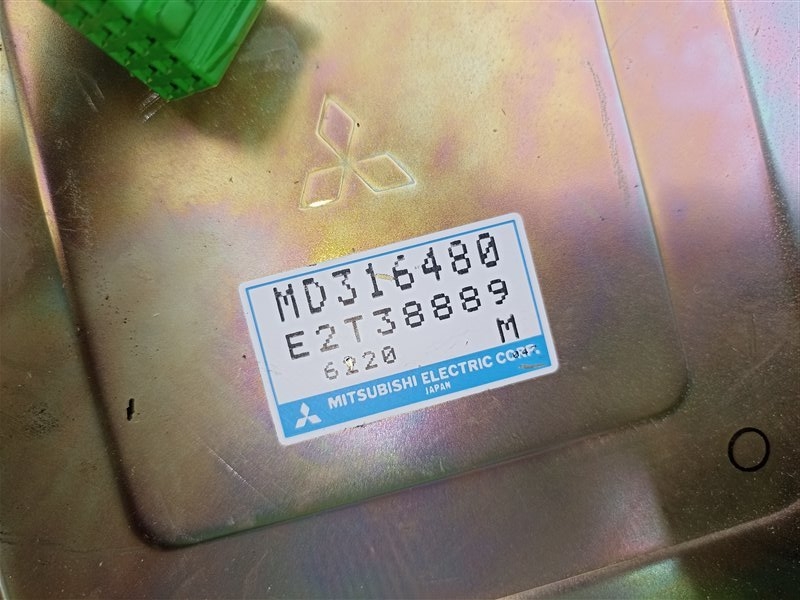 MD316480
E2T38889
6220 M
MITSUBISHI ELECTRIC CORP.
JAPAN